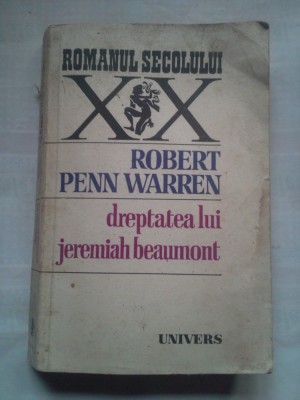 ROMANUL SECOLULUI
XX
ROBERT
PENN WARREN
dreptatea lui
jeremiah beaumont
UNIVERS